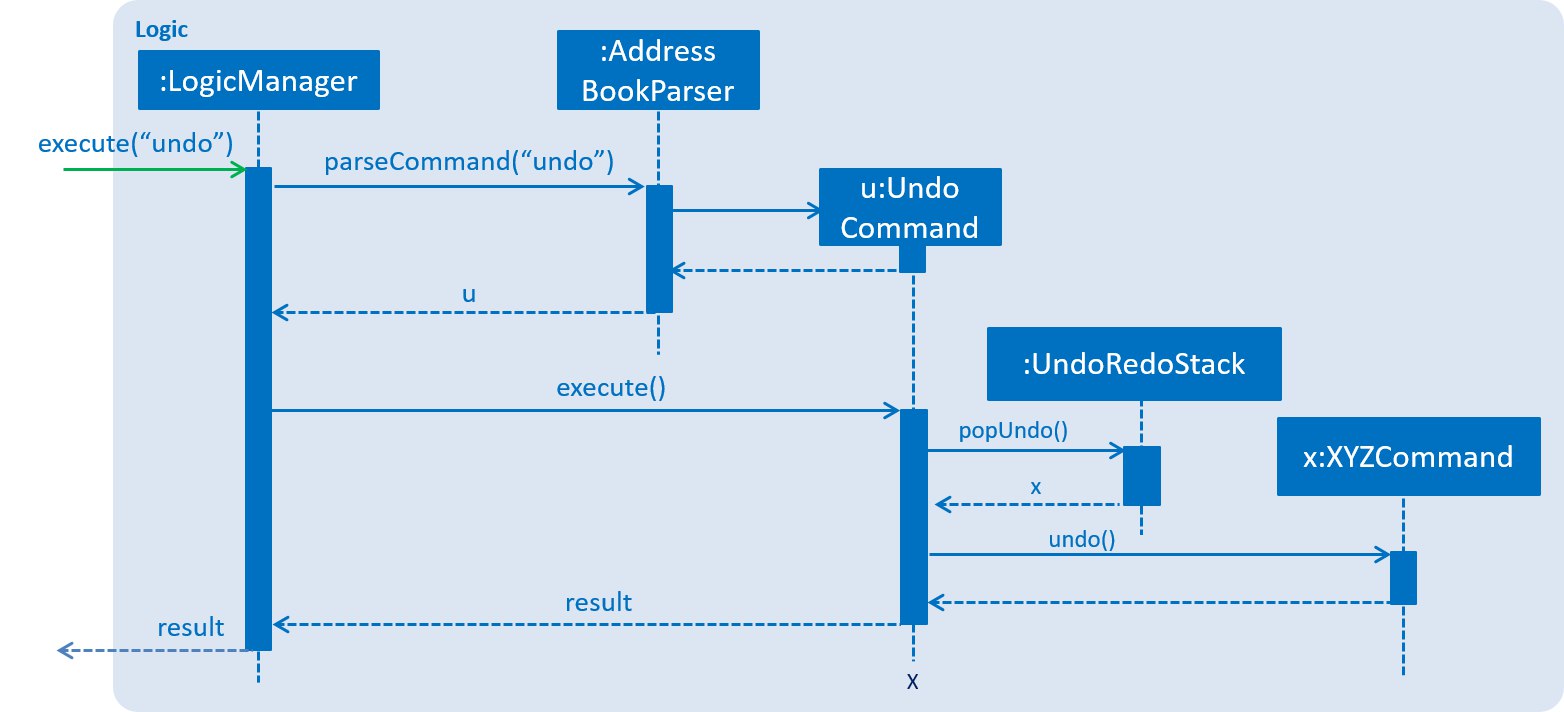 Logic
:LogicManager
:Address
BookParser
execute(“undo”)
parseCommand(“undo”)
u:Undo
Command
u
:UndoRedoStack
execute()
popUndo()
x:XYZCommand
x
undo()
result
result
X